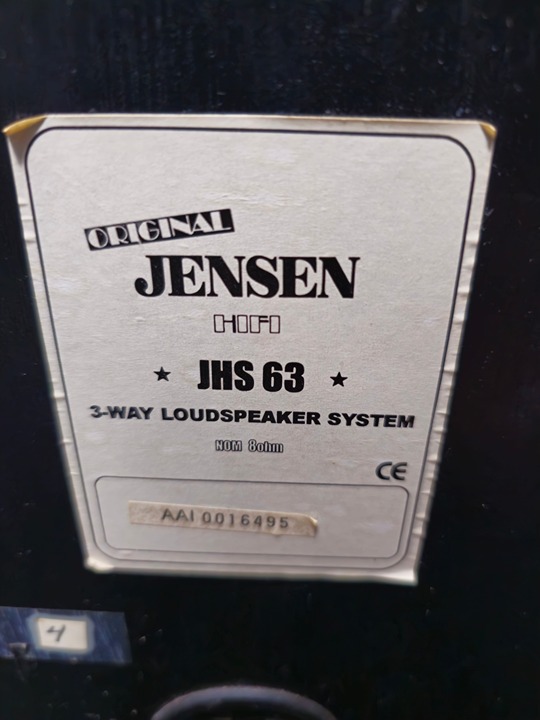 ORIGINAL
JENSEN
HIFI
★ JHS 63 ★
3-WAY LOUDSPEAKER SYSTEM
NOM 8ohm
CE
AAI 0016495
4